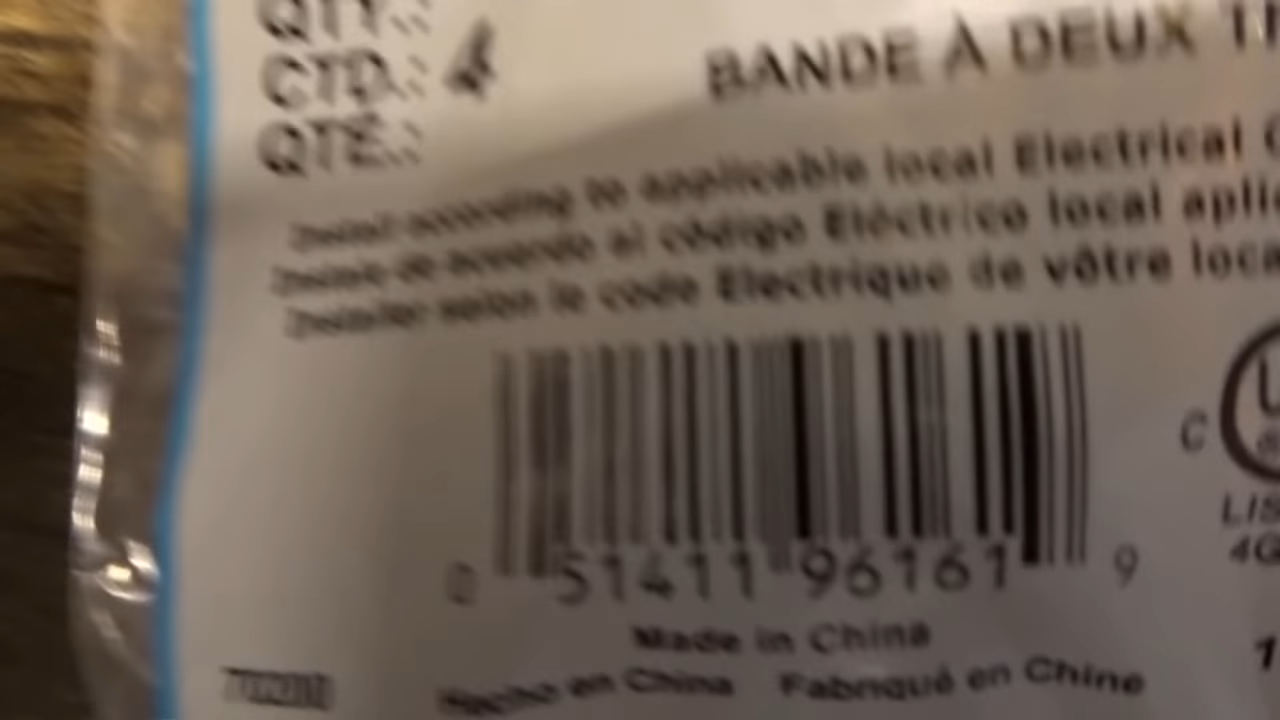 QTY.:
CTD.: 4
QTÉ.:
BANDE À DEUX
Install according to applicable local Electrical
Instale de acuerdo al código Eléctrico local
Installer selon le code Electrique de vôtre
0 51411 96161 9
C
Made in China
Hecho en China Fabriqué en Chine